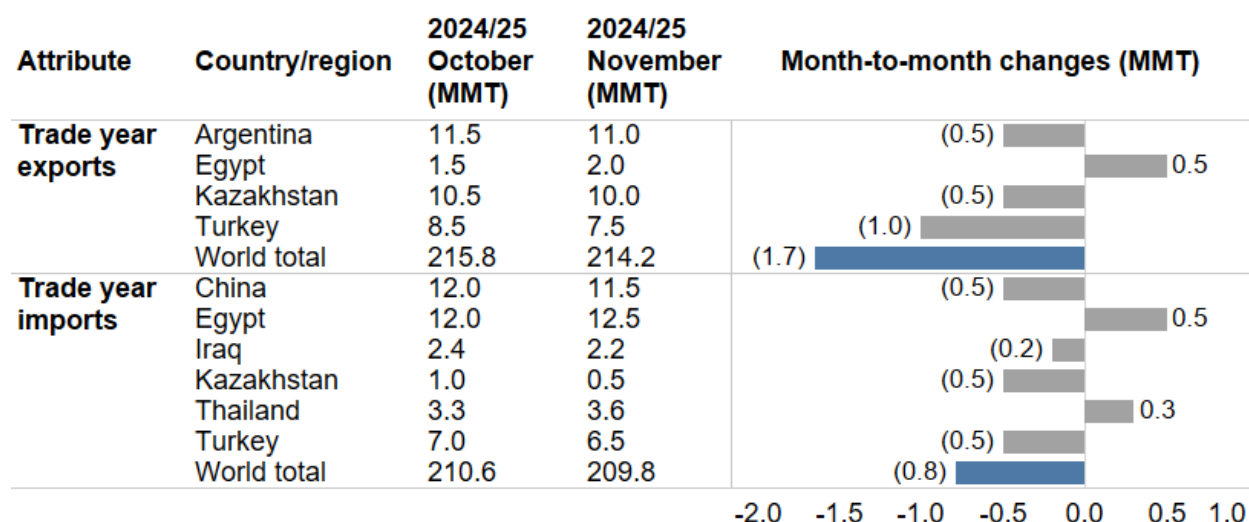 Attribute Country/region 2024/25 October (MMT) 2024/25 November (MMT) Month-to-month changes (MMT)
Trade year exports Argentina 11.5 11.0 (0.5)
Egypt 1.5 2.0 0.5
Kazakhstan 10.5 10.0 (0.5)
Turkey 8.5 7.5 (1.0)
World total 215.8 214.2 (1.7)
Trade year imports China 12.0 11.5 (0.5)
Egypt 12.0 12.5 0.5
Iraq 2.4 2.2 (0.2)
Kazakhstan 1.0 0.5 (0.5)
Thailand 3.3 3.6 0.3
Turkey 7.0 6.5 (0.5)
World total 210.6 209.8 (0.8)
-2.0 -1.5 -1.0 -0.5 0.0 0.5 1.0